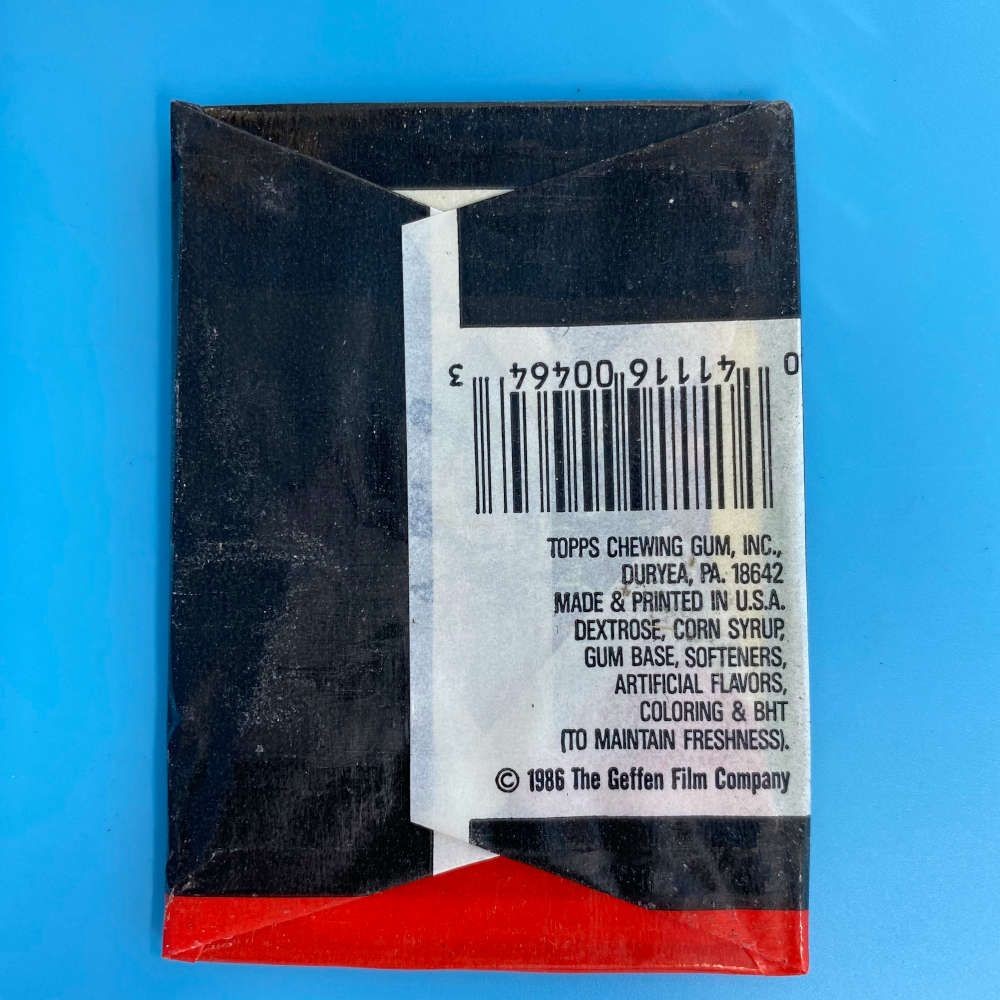 0 41116 00464 3
TOPPS CHEWING GUM, INC.,
DURYEA, PA. 18642
MADE & PRINTED IN U.S.A.
DEXTROSE, CORN SYRUP,
GUM BASE, SOFTENERS,
ARTIFICIAL FLAVORS,
COLORING & BHT
(TO MAINTAIN FRESHNESS).
© 1986 The Geffen Film Company